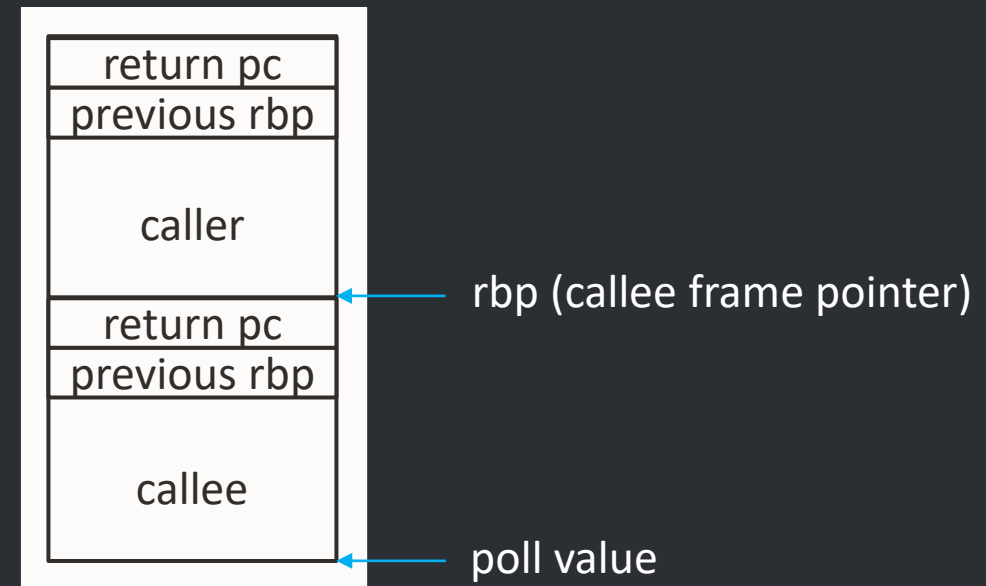 return pc
previous rbp
caller
rbp (callee frame pointer)
return pc
previous rbp
callee
poll value